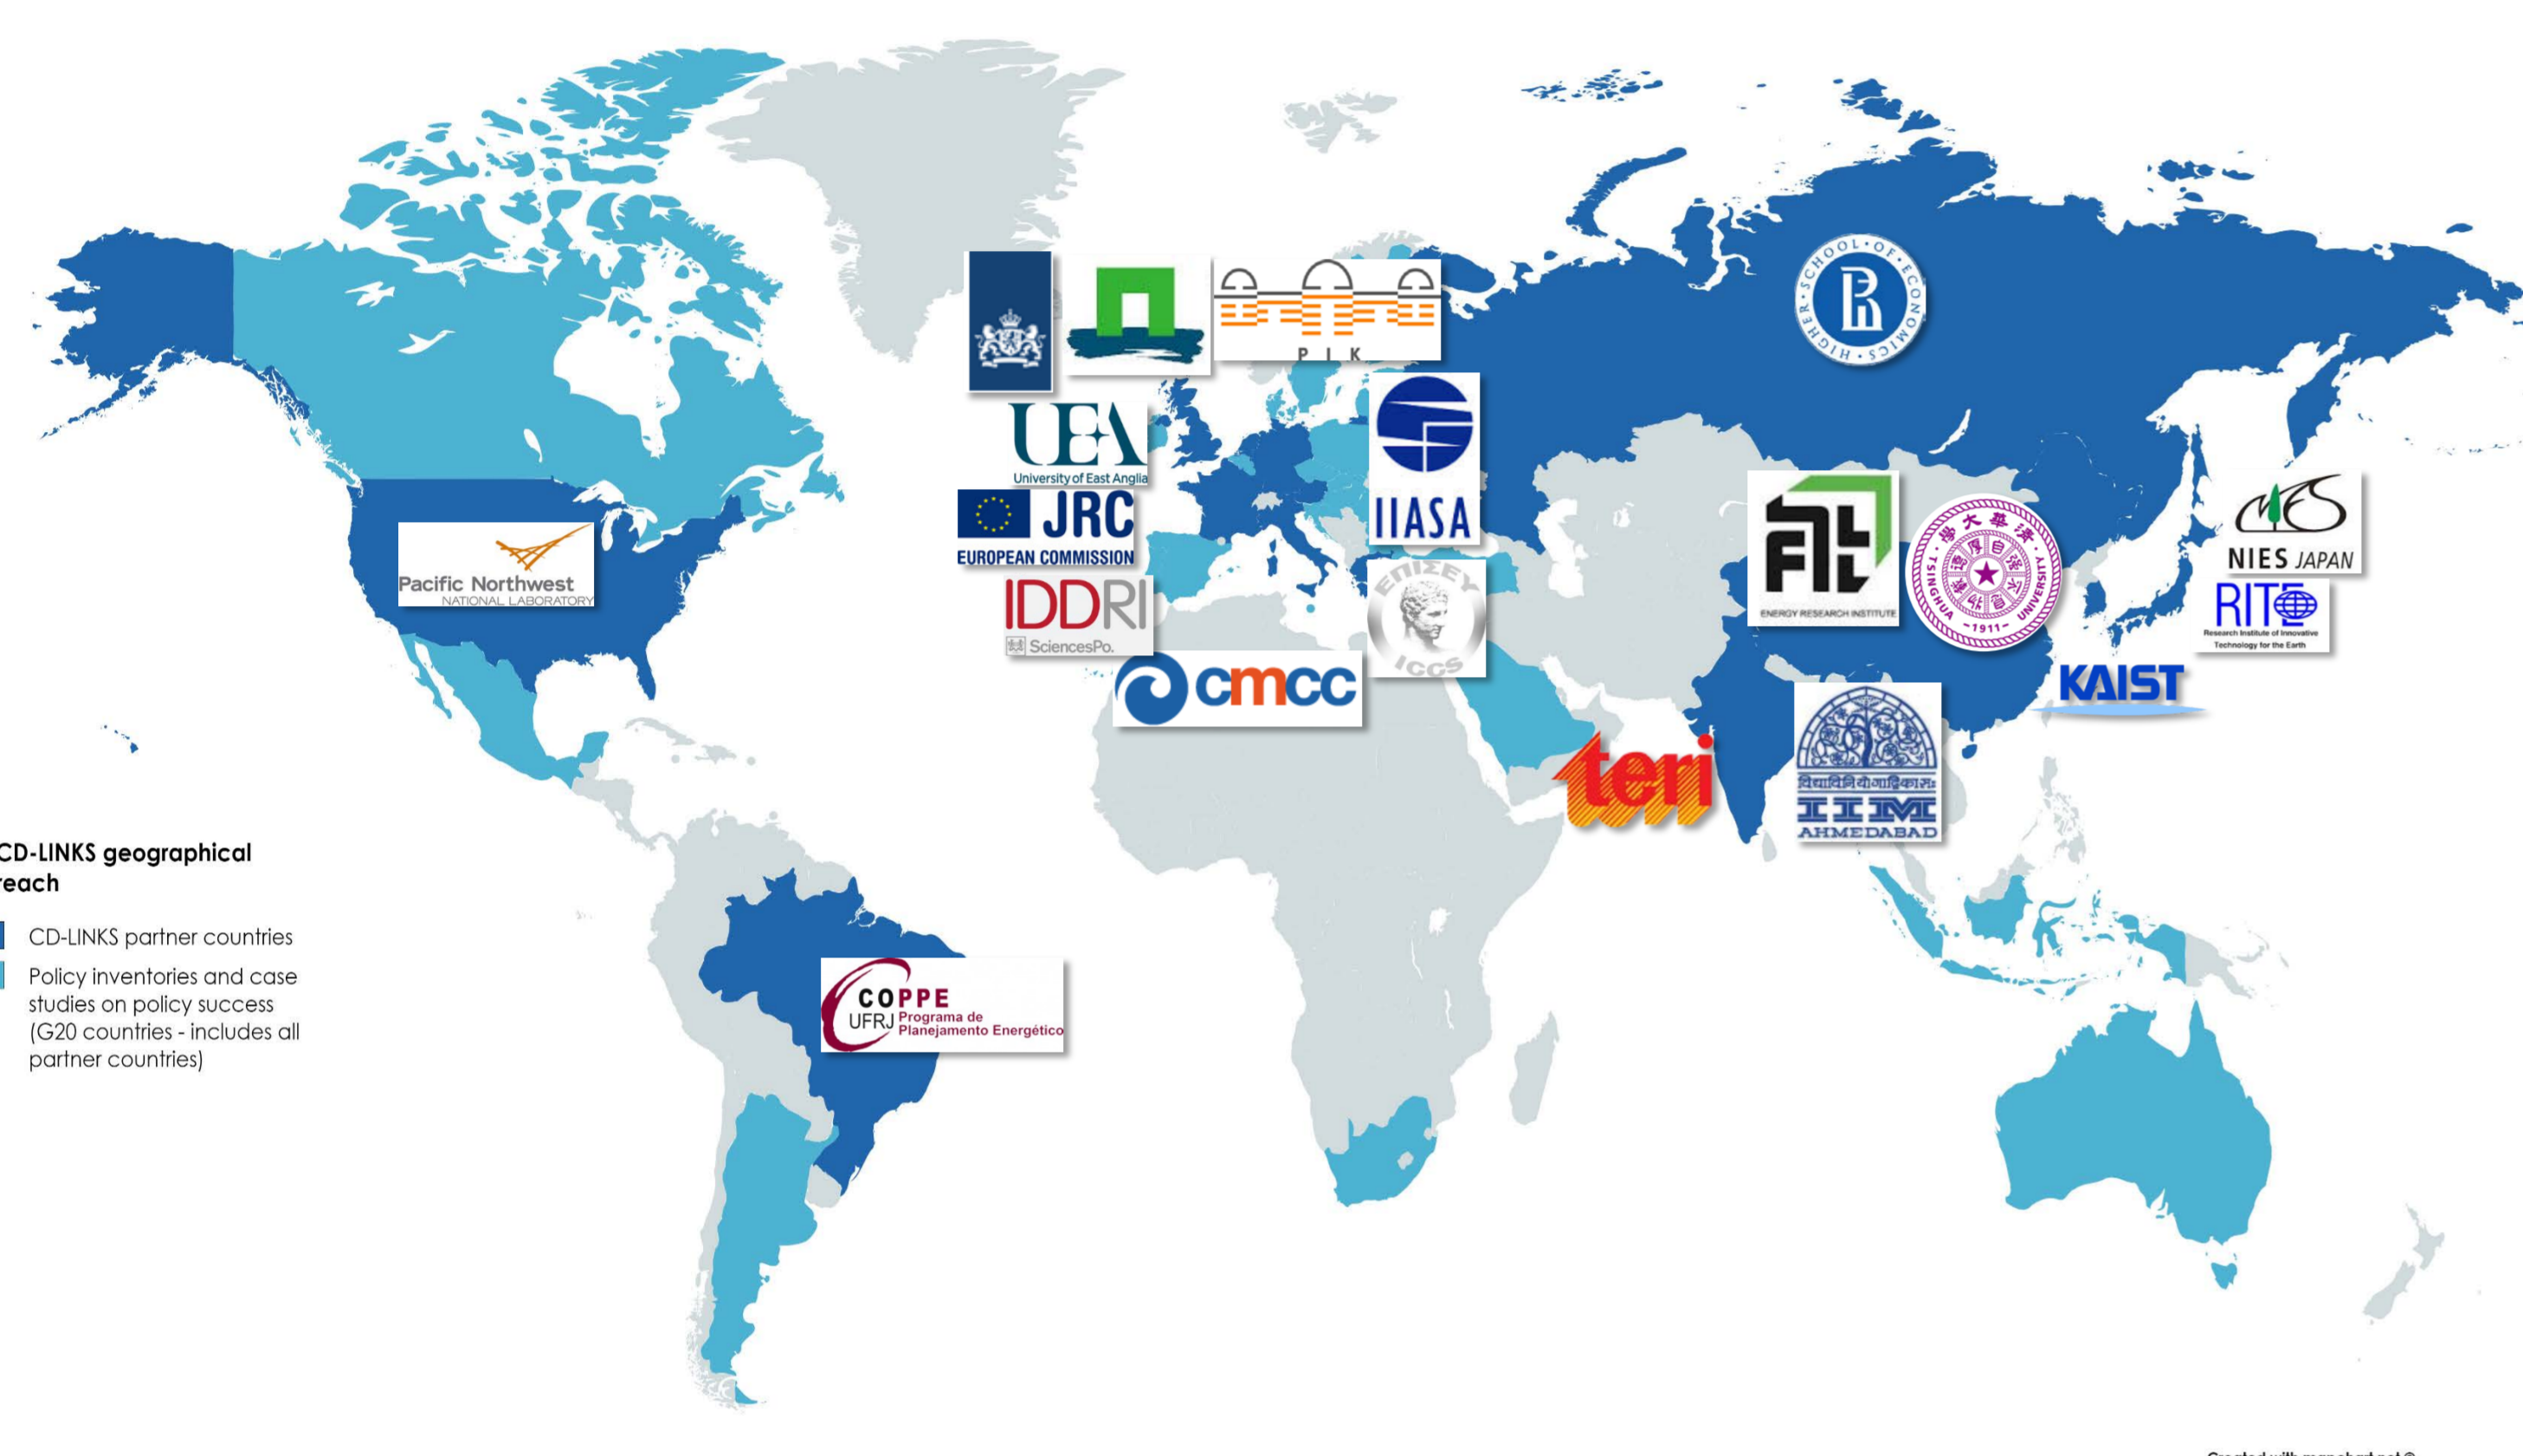 HIGHER · SCHOOL · OF · ECONOMICS
P I K
UEA
University of East Anglia
JRC
EUROPEAN COMMISSION
IIASA
IDDRI
SciencesPo.
ΕΠΙΣΕΥ
ICCS
cmcc
Pacific Northwest
NATIONAL LABORATORY
ENERGY RESEARCH INSTITUTE
TSINGHUA UNIVERSITY
-1911-
NIES JAPAN
RITE
Research Institute of Innovative
Technology for the Earth
KAIST
teri
IIM
AHMEDABAD
CD-LINKS geographical
reach
CD-LINKS partner countries
Policy inventories and case
studies on policy success
(G20 countries - includes all
partner countries)
COPPE
UFRJ Programa de
Planejamento Energético